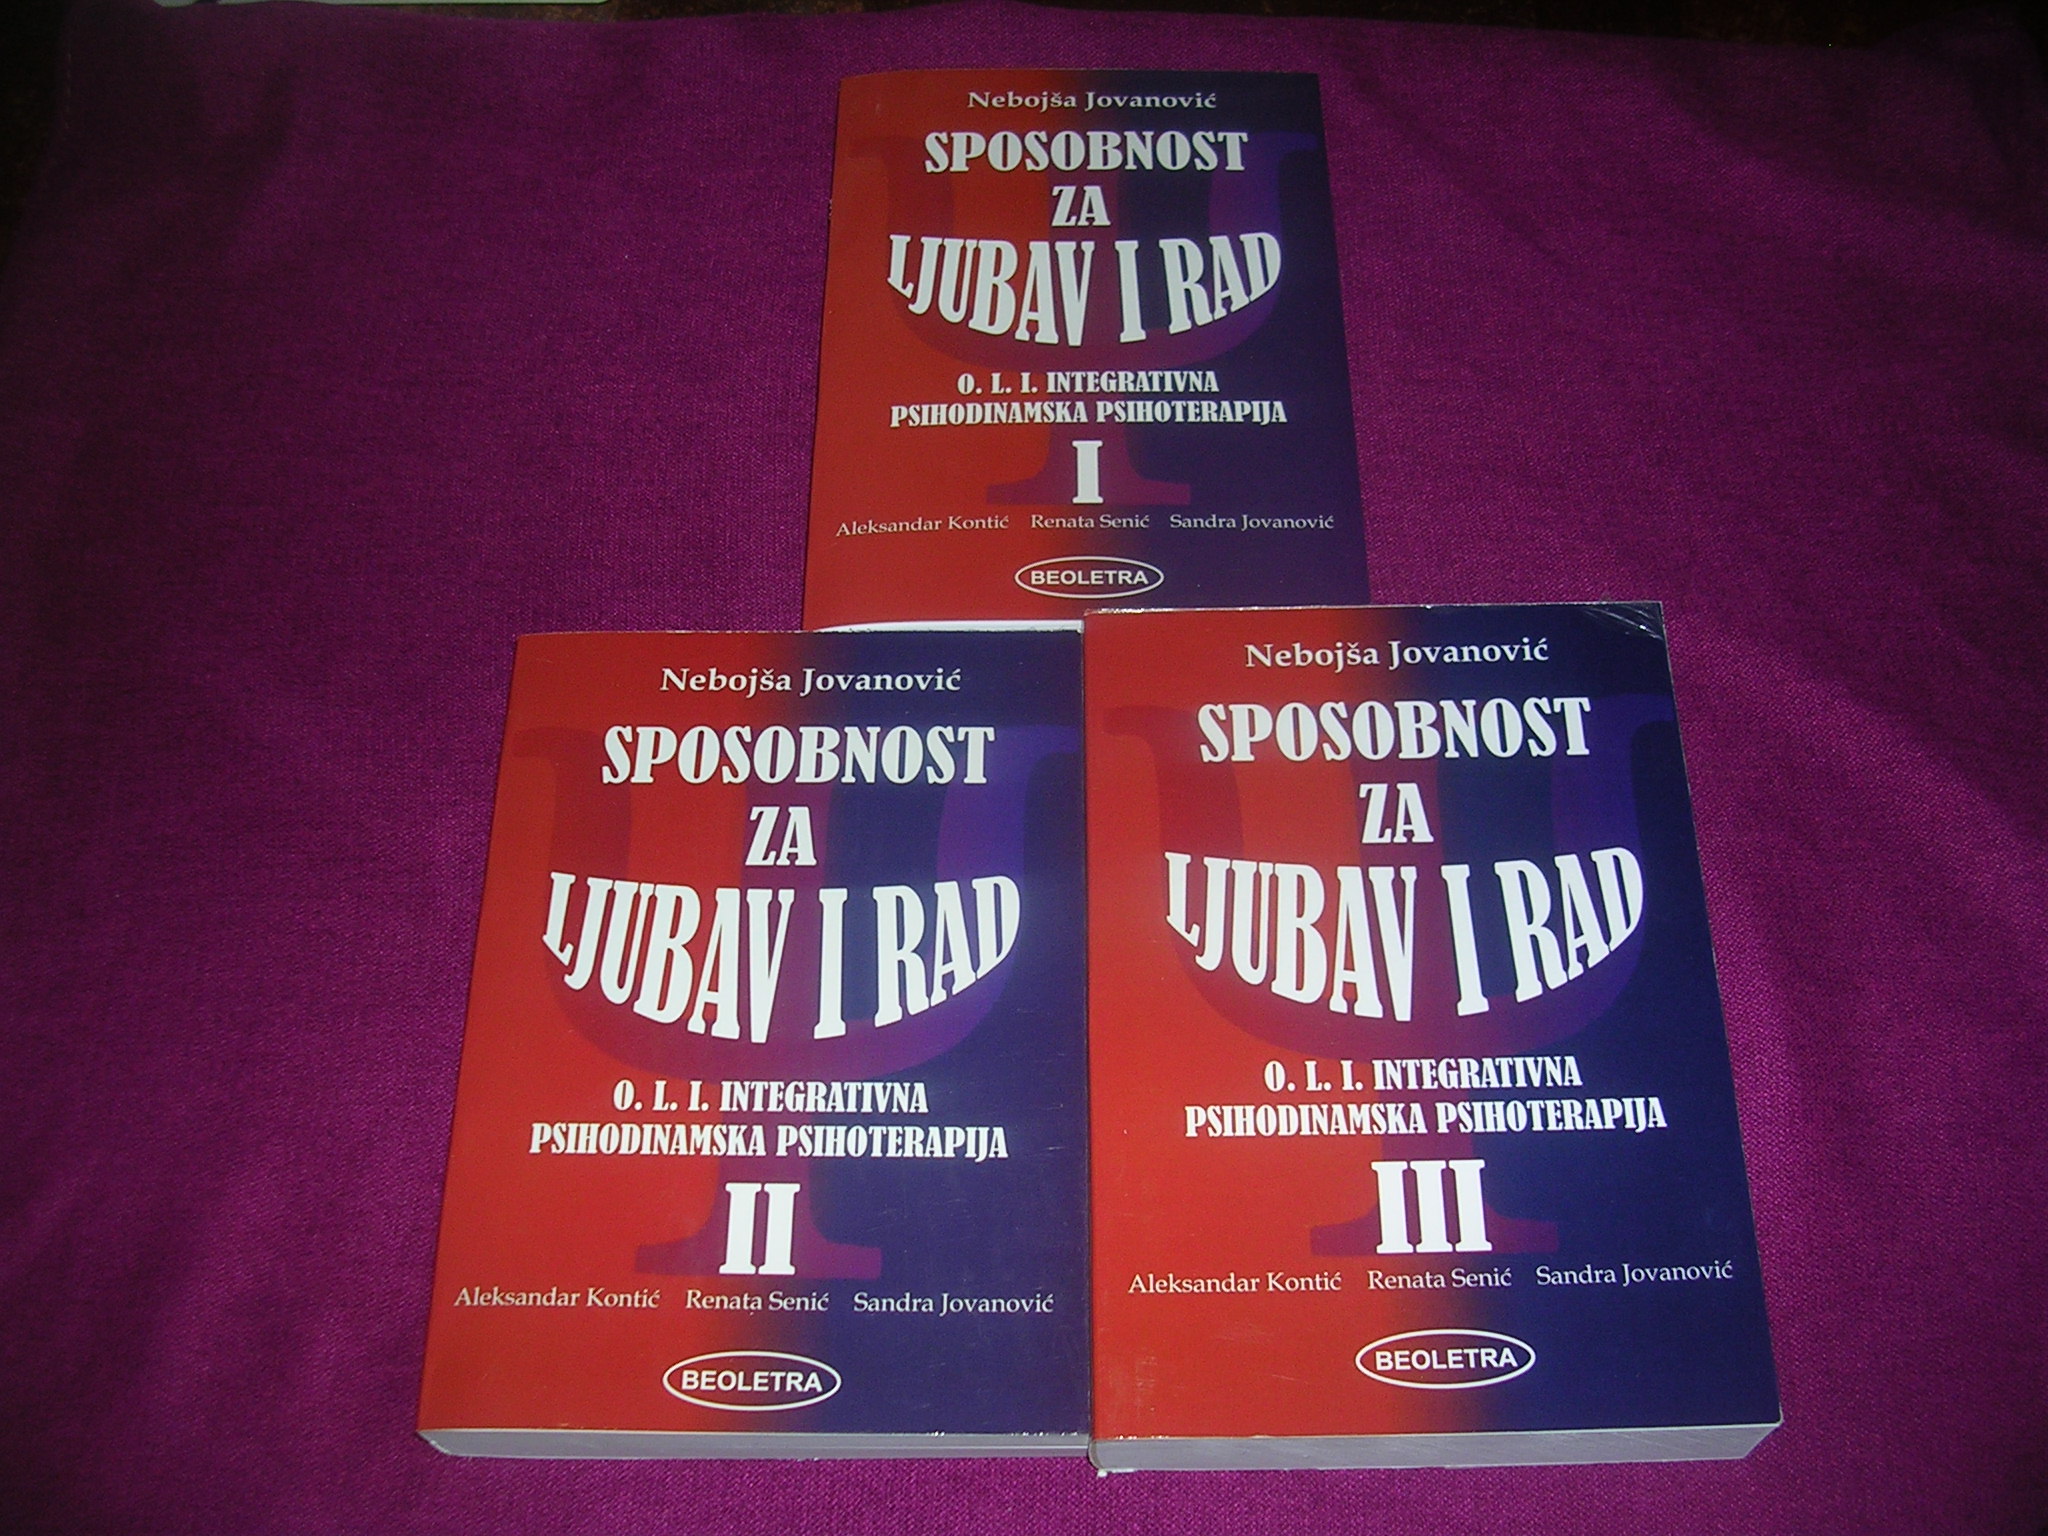 Nebojša Jovanović
SPOSOBNOST
ZA
LJUBAV I RAD
O. L. I. INTEGRATIVNA
PSIHODINAMSKA PSIHOTERAPIJA
I
Aleksandar Kontić Renata Senić Sandra Jovanović
BEOLETRA
Nebojša Jovanović
SPOSOBNOST
ZA
LJUBAV I RAD
O. L. I. INTEGRATIVNA
PSIHODINAMSKA PSIHOTERAPIJA
II
Aleksandar Kontić Renata Senić Sandra Jovanović
BEOLETRA
Nebojša Jovanović
SPOSOBNOST
ZA
LJUBAV I RAD
O. L. I. INTEGRATIVNA
PSIHODINAMSKA PSIHOTERAPIJA
III
Aleksandar Kontić Renata Senić Sandra Jovanović
BEOLETRA